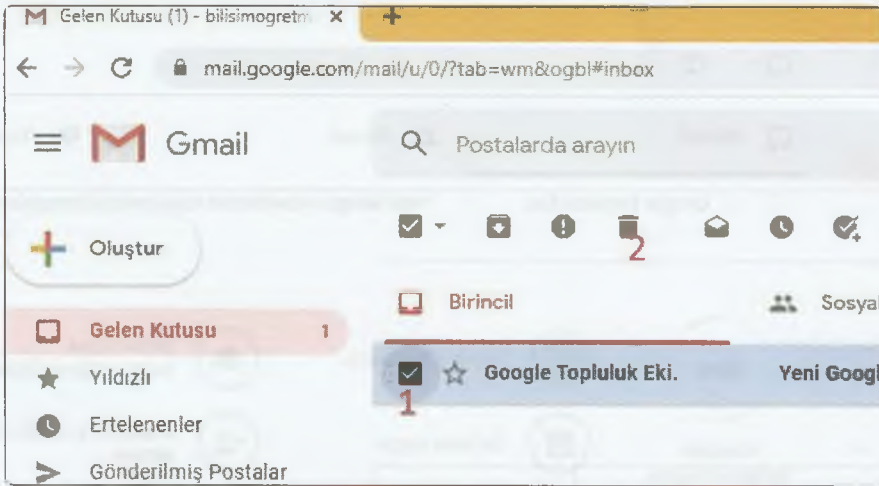 Gelen Kutusu (1) - bilisimogretm
mail.google.com/mail/u/0/?tab=wm&ogbl#inbox
Gmail
Postalarda arayın
2
Oluştur
Birincil
Sosyal
Gelen Kutusu 1
Yıldızlı
Google Topluluk Eki. Yeni Googl
1
Ertelenenler
Gönderilmiş Postalar